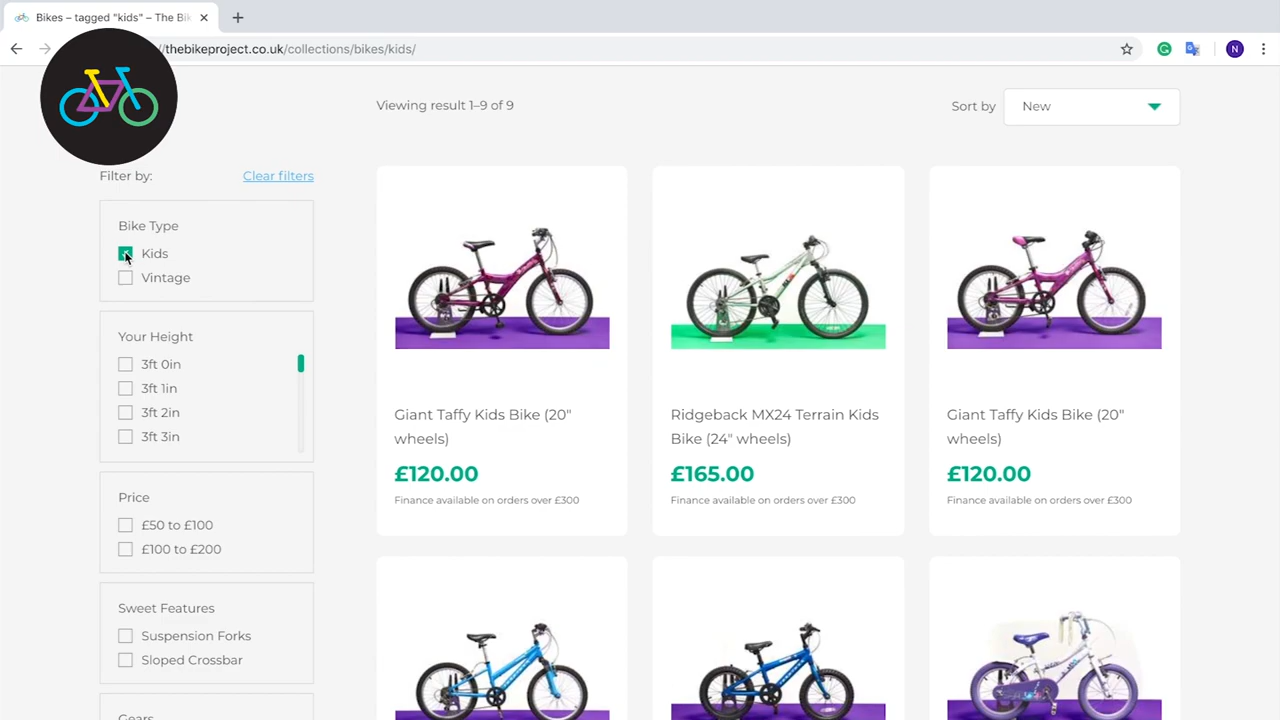 Bikes – tagged "kids" – The Bik
//thebikeproject.co.uk/collections/bikes/kids/
N
Viewing result 1–9 of 9
Sort by
New
Filter by:
Clear filters
Bike Type
Kids
Vintage
Your Height
3ft 0in
3ft 1in
3ft 2in
3ft 3in
Price
£50 to £100
£100 to £200
Sweet Features
Suspension Forks
Sloped Crossbar
Gears
Giant Taffy Kids Bike (20"
wheels)
£120.00
Finance available on orders over £300
Ridgeback MX24 Terrain Kids
Bike (24" wheels)
£165.00
Finance available on orders over £300
Giant Taffy Kids Bike (20"
wheels)
£120.00
Finance available on orders over £300